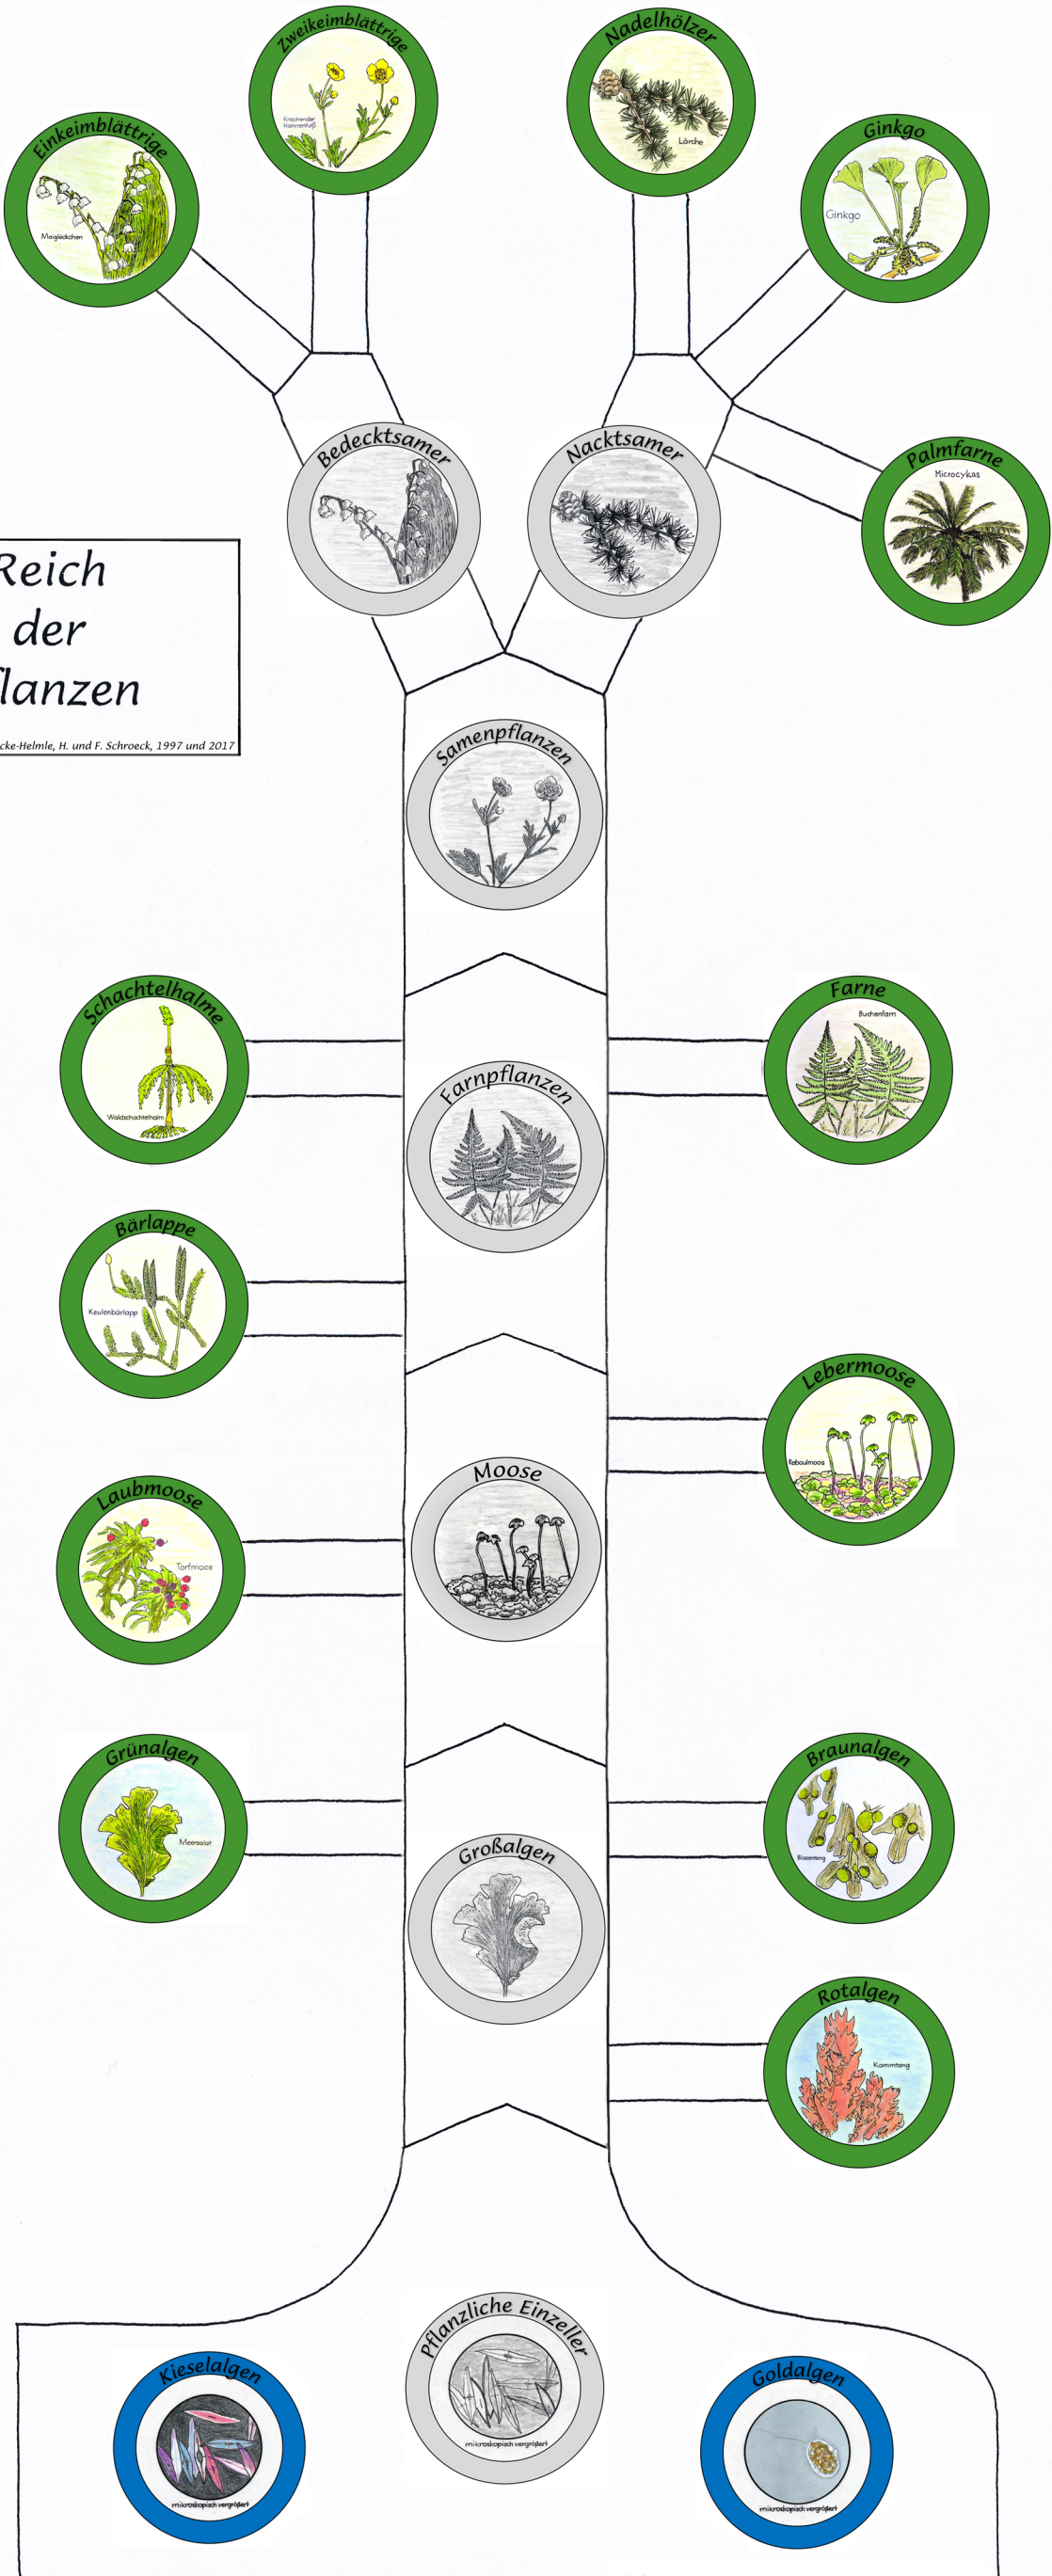 Zweikeimblättrige
Knolliger
Hahnenfuß
Nadelhölzer
Lärche
Einkeimblättrige
Maiglöckchen
Ginkgo
Ginkgo
Bedecktsamer
Nacktsamer
Palmfarne
Microcykas
Reich
der
flanzen
cke-Helmle, H. und F. Schroeck, 1997 und 2017
Samenpflanzen
Schachtelhalme
Waldschachtelhalm
Farne
Buchenfarn
Farnpflanzen
Bärlappe
Keulenbärlapp
Lebermoose
Reboulmoos
Moose
Laubmoose
Torfmoos
Grünalgen
Meersalat
Braunalgen
Blasentang
Großalgen
Rotalgen
Kammtang
Pflanzliche Einzeller
mikroskopisch vergrößert
Kieselalgen
mikroskopisch vergrößert
Goldalgen
mikroskopisch vergrößert